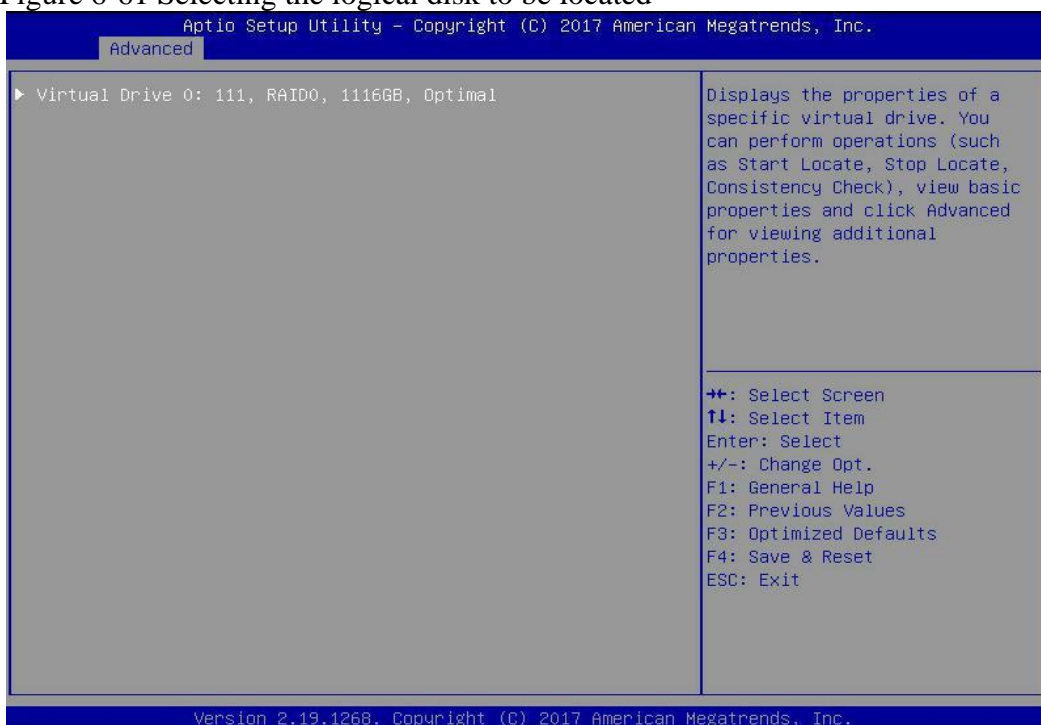 Figure 6-61 Selecting the logical disk to be located
Aptio Setup Utility – Copyright (C) 2017 American Megatrends, Inc.
Advanced
▶ Virtual Drive 0: 111, RAID0, 1116GB, Optimal
Displays the properties of a
specific virtual drive. You
can perform operations (such
as Start Locate, Stop Locate,
Consistency Check), view basic
properties and click Advanced
for viewing additional
properties.
→←: Select Screen
↑↓: Select Item
Enter: Select
+/-: Change Opt.
F1: General Help
F2: Previous Values
F3: Optimized Defaults
F4: Save & Reset
ESC: Exit
Version 2.19.1268. Copyright (C) 2017 American Megatrends, Inc.